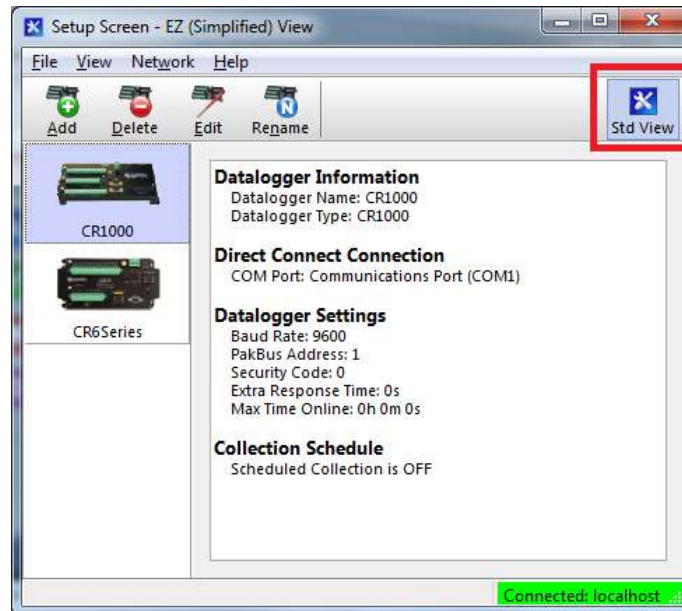 Setup Screen - EZ (Simplified) View
File View Network Help
Add Delete Edit Rename Std View
CR1000
CR6Series
Datalogger Information
Datalogger Name: CR1000
Datalogger Type: CR1000
Direct Connect Connection
COM Port: Communications Port (COM1)
Datalogger Settings
Baud Rate: 9600
PakBus Address: 1
Security Code: 0
Extra Response Time: 0s
Max Time Online: 0h 0m 0s
Collection Schedule
Scheduled Collection is OFF
Connected: localhost